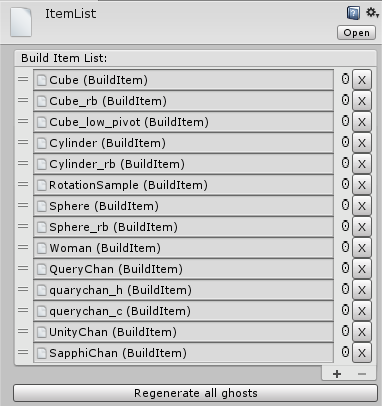 ItemList
Open
Build Item List:
Cube (BuildItem) X
Cube_rb (BuildItem) X
Cube_low_pivot (BuildItem) X
Cylinder (BuildItem) X
Cylinder_rb (BuildItem) X
RotationSample (BuildItem) X
Sphere (BuildItem) X
Sphere_rb (BuildItem) X
Woman (BuildItem) X
QueryChan (BuildItem) X
quarychan_h (BuildItem) X
querychan_c (BuildItem) X
UnityChan (BuildItem) X
SapphiChan (BuildItem) X
+ −
Regenerate all ghosts